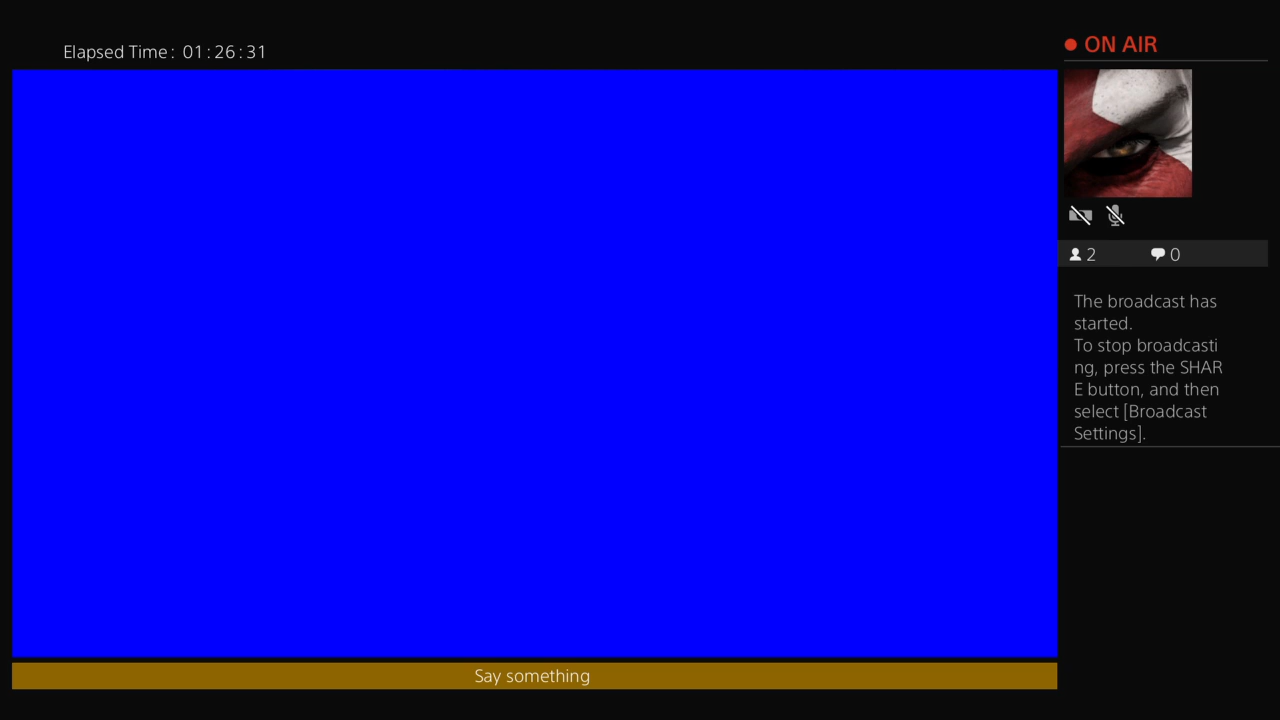 Elapsed Time: 01:26:31
ON AIR
2 0
The broadcast has
started.
To stop broadcasti
ng, press the SHAR
E button, and then
select [Broadcast
Settings].
Say something